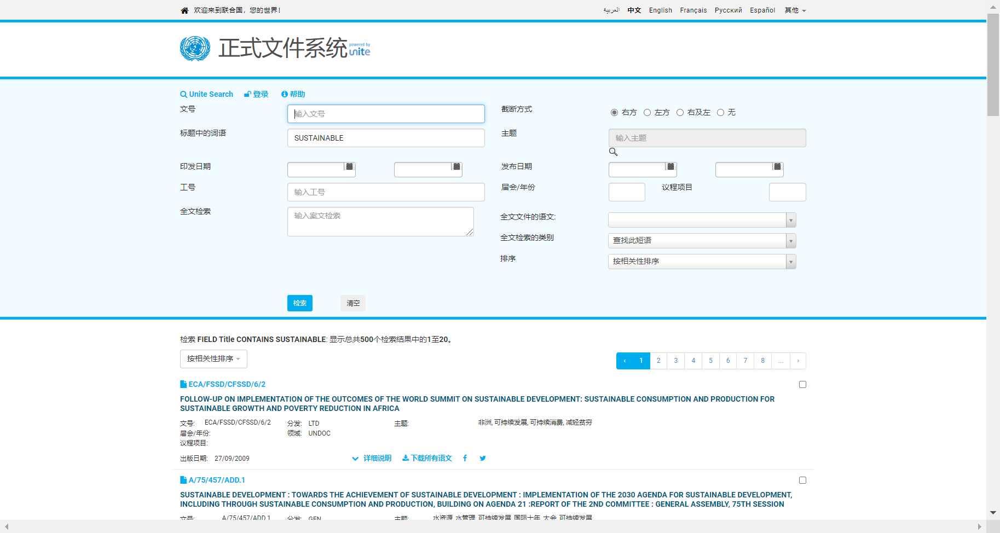 欢迎来到联合国，您的世界！
العربية 中文 English Français Русский Español 其他
正式文件系统 powered by unite
Unite Search 登录 帮助
文号 输入文号 截断方式 右方 左方 右及左 无
标题中的词语 SUSTAINABLE 主题 输入主题
印发日期 发布日期
工号 输入工号 届会/年份 议程项目
全文检索 输入案文检索 全文文件的语文:
全文检索的类别 查找此短语
排序 按相关性排序
检索 清空
检索 FIELD Title CONTAINS SUSTAINABLE: 显示总共500个检索结果中的1至20。
按相关性排序 ‹ 1 2 3 4 5 6 7 8 ... ›
ECA/FSSD/CFSSD/6/2
FOLLOW-UP ON IMPLEMENTATION OF THE OUTCOMES OF THE WORLD SUMMIT ON SUSTAINABLE DEVELOPMENT: SUSTAINABLE CONSUMPTION AND PRODUCTION FOR
SUSTAINABLE GROWTH AND POVERTY REDUCTION IN AFRICA
文号: ECA/FSSD/CFSSD/6/2 分发: LTD 主题: 非洲, 可持续发展, 可持续消费, 减轻贫穷
届会/年份: 领域: UNDOC
议程项目:
出版日期: 27/09/2009 详细说明 下载所有语文
A/75/457/ADD.1
SUSTAINABLE DEVELOPMENT : TOWARDS THE ACHIEVEMENT OF SUSTAINABLE DEVELOPMENT : IMPLEMENTATION OF THE 2030 AGENDA FOR SUSTAINABLE DEVELOPMENT,
INCLUDING THROUGH SUSTAINABLE CONSUMPTION AND PRODUCTION, BUILDING ON AGENDA 21 :REPORT OF THE 2ND COMMITTEE : GENERAL ASSEMBLY, 75TH SESSION
文号: A/75/457/ADD.1 分发: GEN 主题: 水资源, 水管理, 可持续发展, 国际十年, 大会, 可持续发展